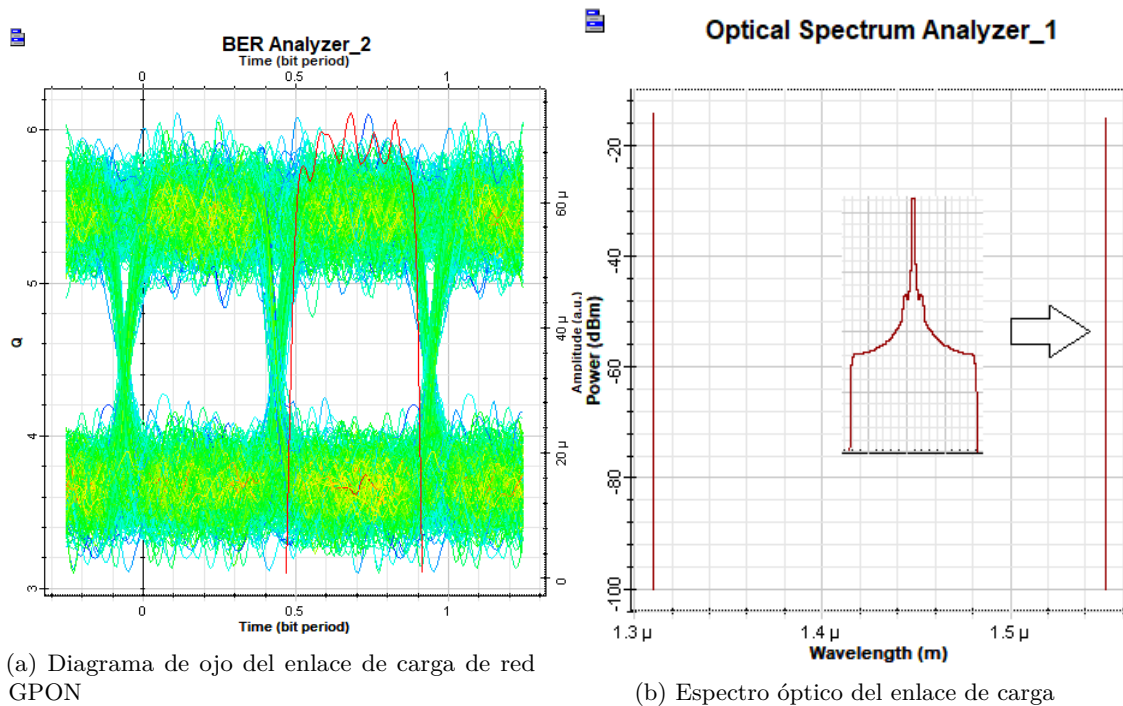 BER Analyzer_2
Time (bit period)
0 0.5 1
6
5
4
3
Q
60 µ
40 µ
20 µ
0
Amplitude (a.u.)
0 0.5 1
Time (bit period)
(a) Diagrama de ojo del enlace de carga de red
GPON
Optical Spectrum Analyzer_1
-20
-40
-60
-80
-100
Power (dBm)
1.3 µ 1.4 µ 1.5 µ
Wavelength (m)
(b) Espectro óptico del enlace de carga